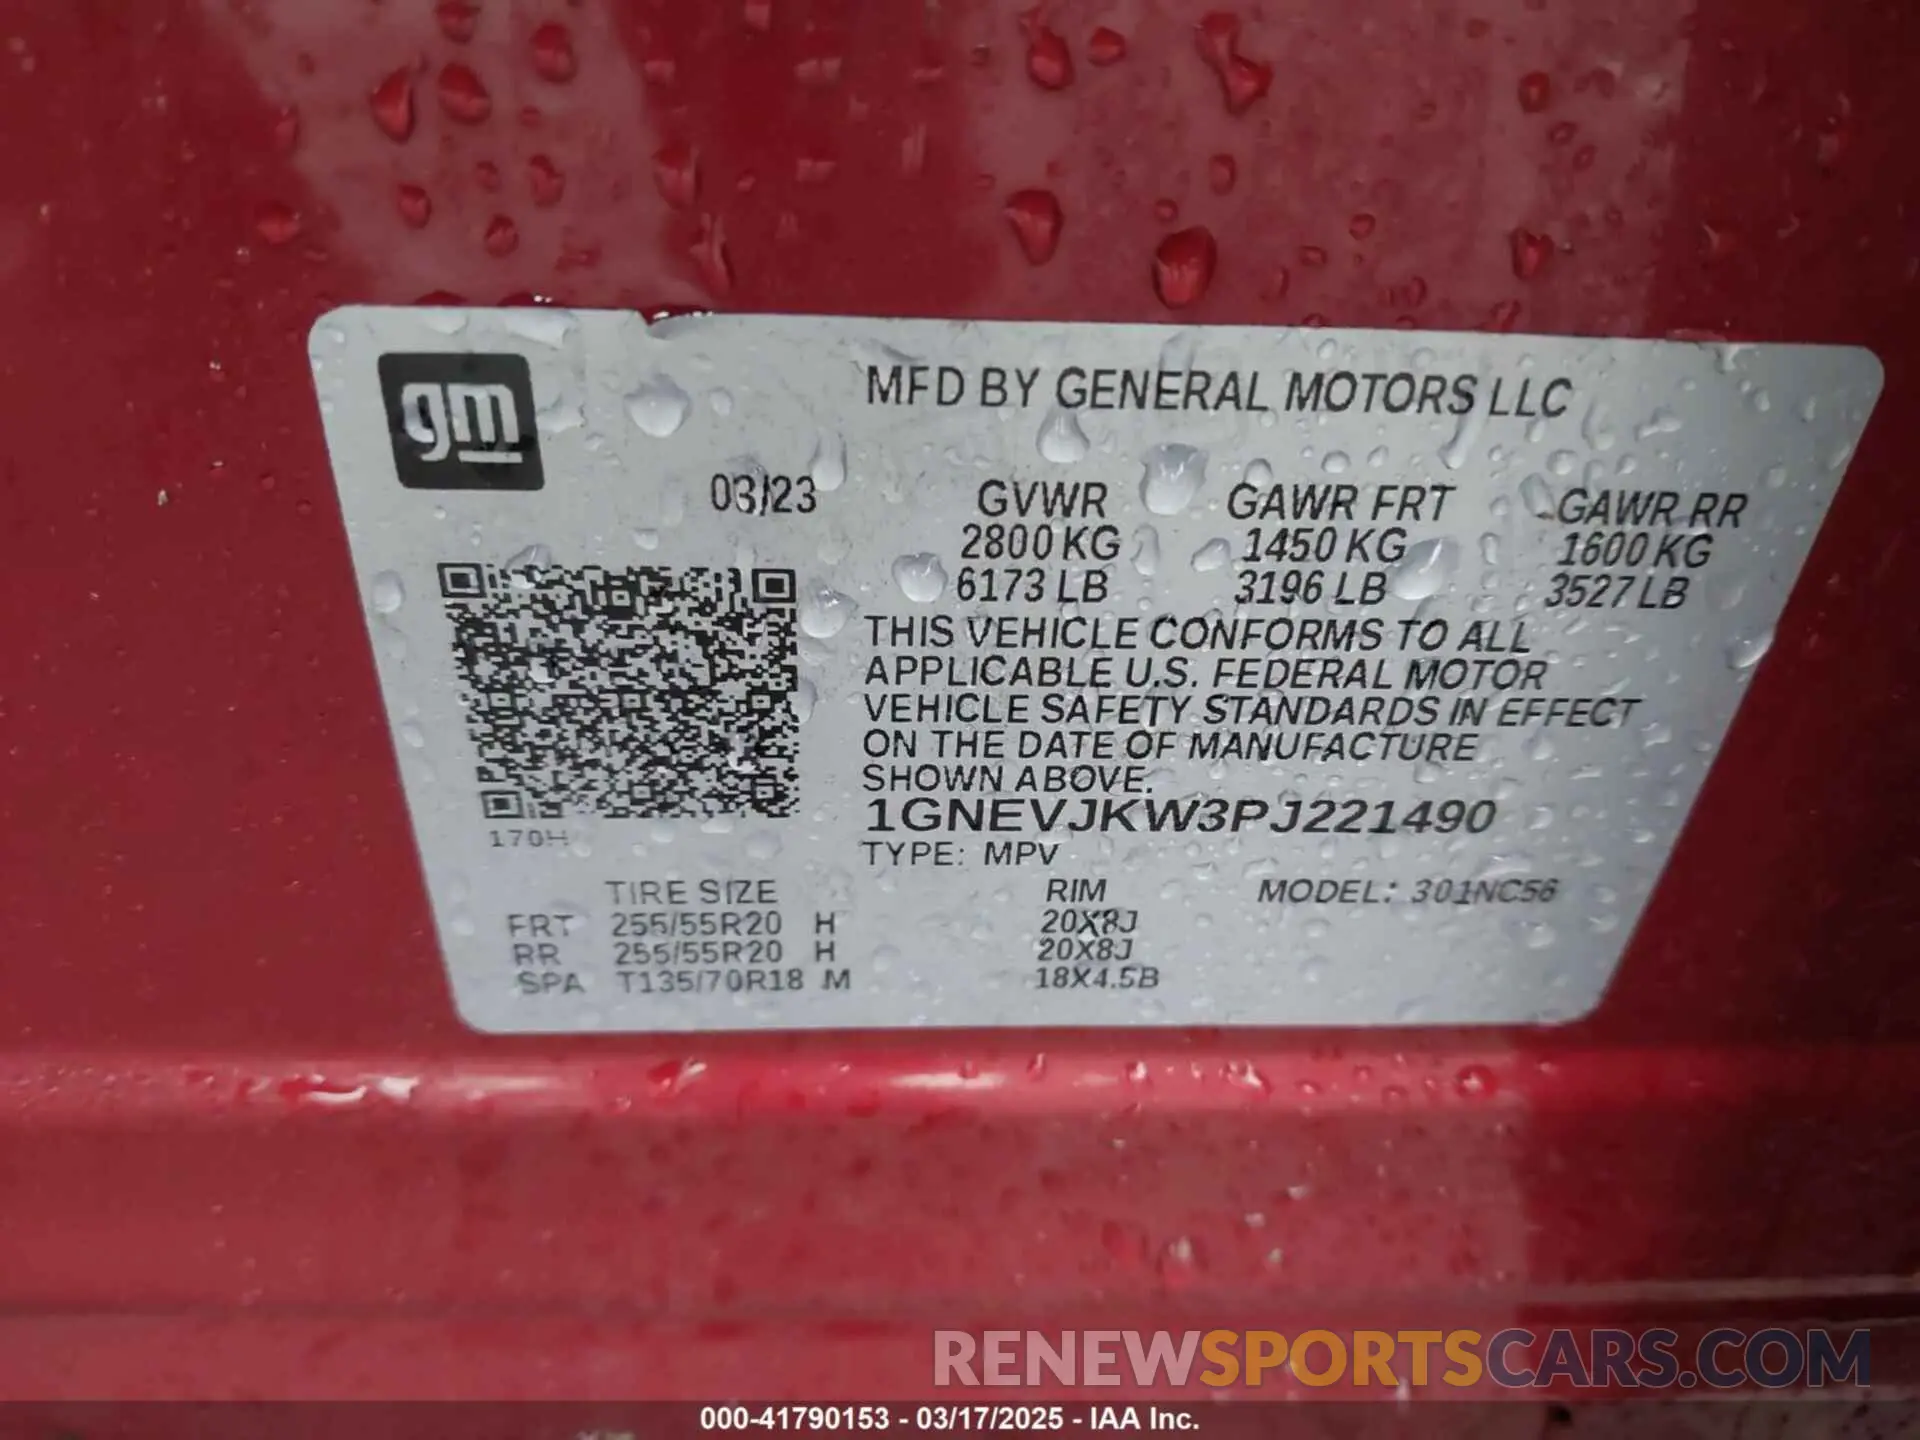 gm
MFD BY GENERAL MOTORS LLC
03/23
GVWR GAWR FRT GAWR RR
2800 KG 1450 KG 1600 KG
6173 LB 3196 LB 3527 LB
THIS VEHICLE CONFORMS TO ALL
APPLICABLE U.S. FEDERAL MOTOR
VEHICLE SAFETY STANDARDS IN EFFECT
ON THE DATE OF MANUFACTURE
SHOWN ABOVE.
1GNEVJKW3PJ221490
170H
TYPE: MPV
TIRE SIZE RIM MODEL: 301NC56
FRT 255/55R20 H 20X8J
RR 255/55R20 H 20X8J
SPA T135/70R18 M 18X4.5B
RENEWSPORTSCARS.COM
000-41790153 - 03/17/2025 - IAA Inc.